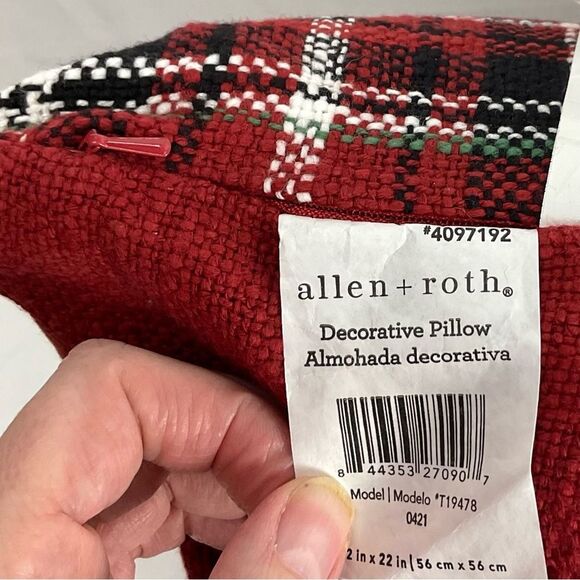 #4097192
allen + roth®
Decorative Pillow
Almohada decorativa
8 44353 27090 7
Model | Modelo #T19478
0421
2 in x 22 in | 56 cm x 56 cm